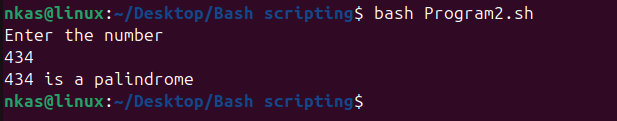 nkas@linux:~/Desktop/Bash scripting$ bash Program2.sh
Enter the number
434
434 is a palindrome
nkas@linux:~/Desktop/Bash scripting$